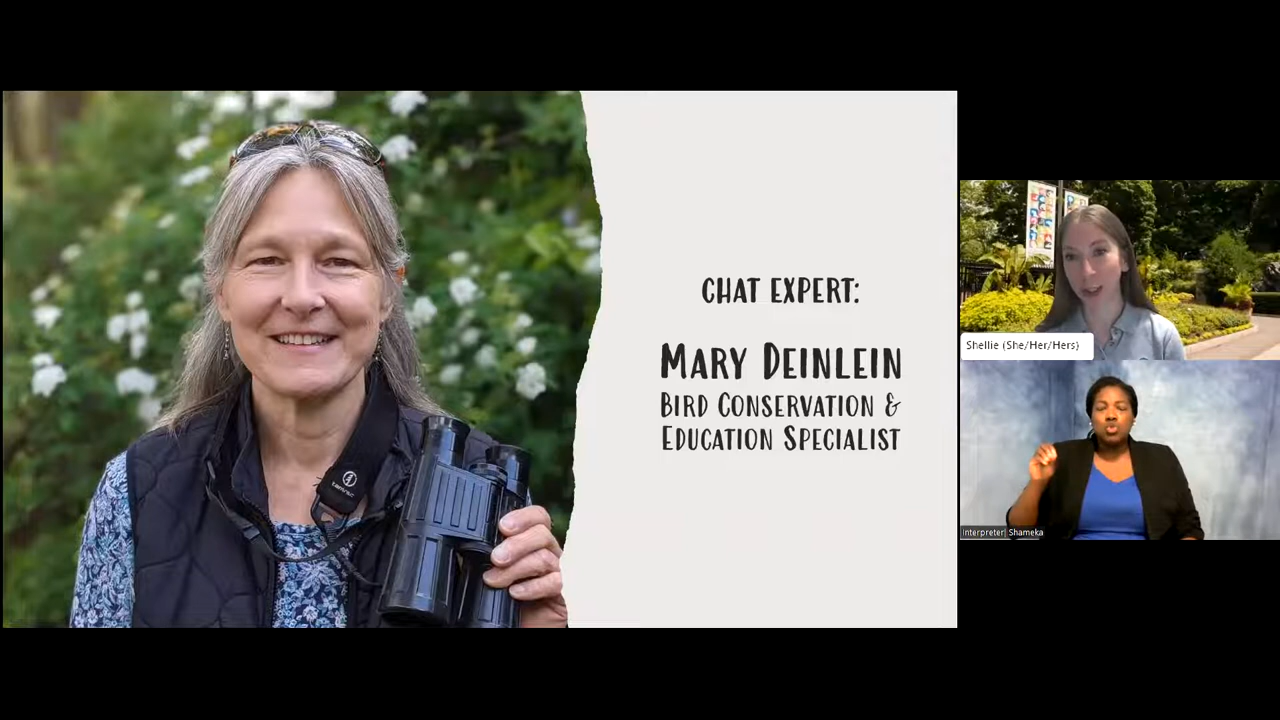 CHAT EXPERT:
MARY DEINLEIN
BIRD CONSERVATION &
EDUCATION SPECIALIST
Shellie (She/Her/Hers)
Interpreter| Shameka